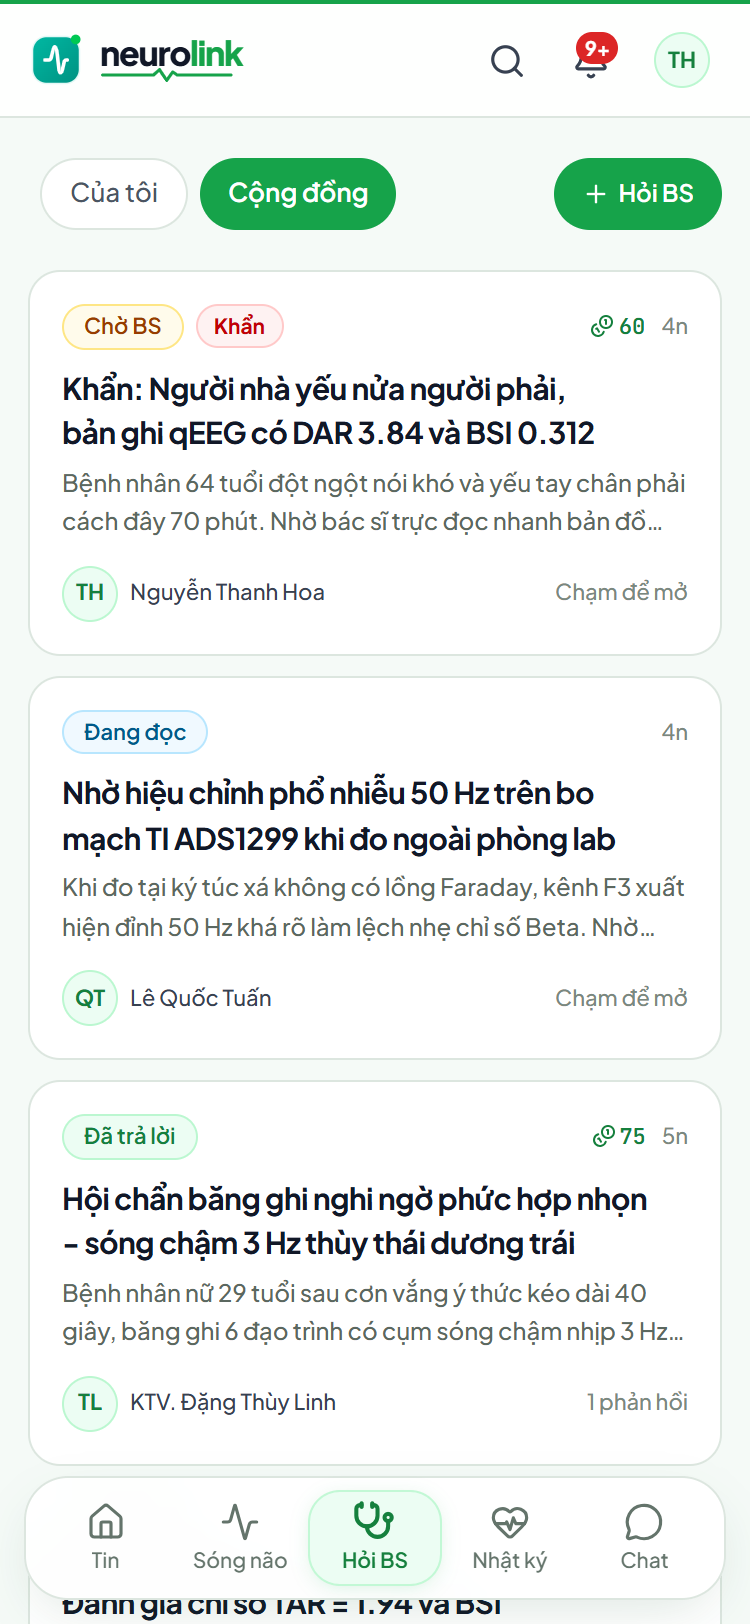 neurolink
9+
TH
Của tôi
Cộng đồng
+ Hỏi BS
Chờ BS
Khẩn
60
4n
Khẩn: Người nhà yếu nửa người phải,
bản ghi qEEG có DAR 3.84 và BSI 0.312
Bệnh nhân 64 tuổi đột ngột nói khó và yếu tay chân phải
cách đây 70 phút. Nhờ bác sĩ trực đọc nhanh bản đồ...
TH
Nguyễn Thanh Hoa
Chạm để mở
Đang đọc
4n
Nhờ hiệu chỉnh phổ nhiễu 50 Hz trên bo
mạch TI ADS1299 khi đo ngoài phòng lab
Khi đo tại ký túc xá không có lồng Faraday, kênh F3 xuất
hiện đỉnh 50 Hz khá rõ làm lệch nhẹ chỉ số Beta. Nhờ...
QT
Lê Quốc Tuấn
Chạm để mở
Đã trả lời
75
5n
Hội chẩn băng ghi nghi ngờ phức hợp nhọn
- sóng chậm 3 Hz thùy thái dương trái
Bệnh nhân nữ 29 tuổi sau cơn vắng ý thức kéo dài 40
giây, băng ghi 6 đạo trình có cụm sóng chậm nhịp 3 Hz...
TL
KTV. Đặng Thùy Linh
1 phản hồi
Tin
Sóng não
Hỏi BS
Nhật ký
Chat
Đánh giá chỉ số TAR = 1.94 và BSI